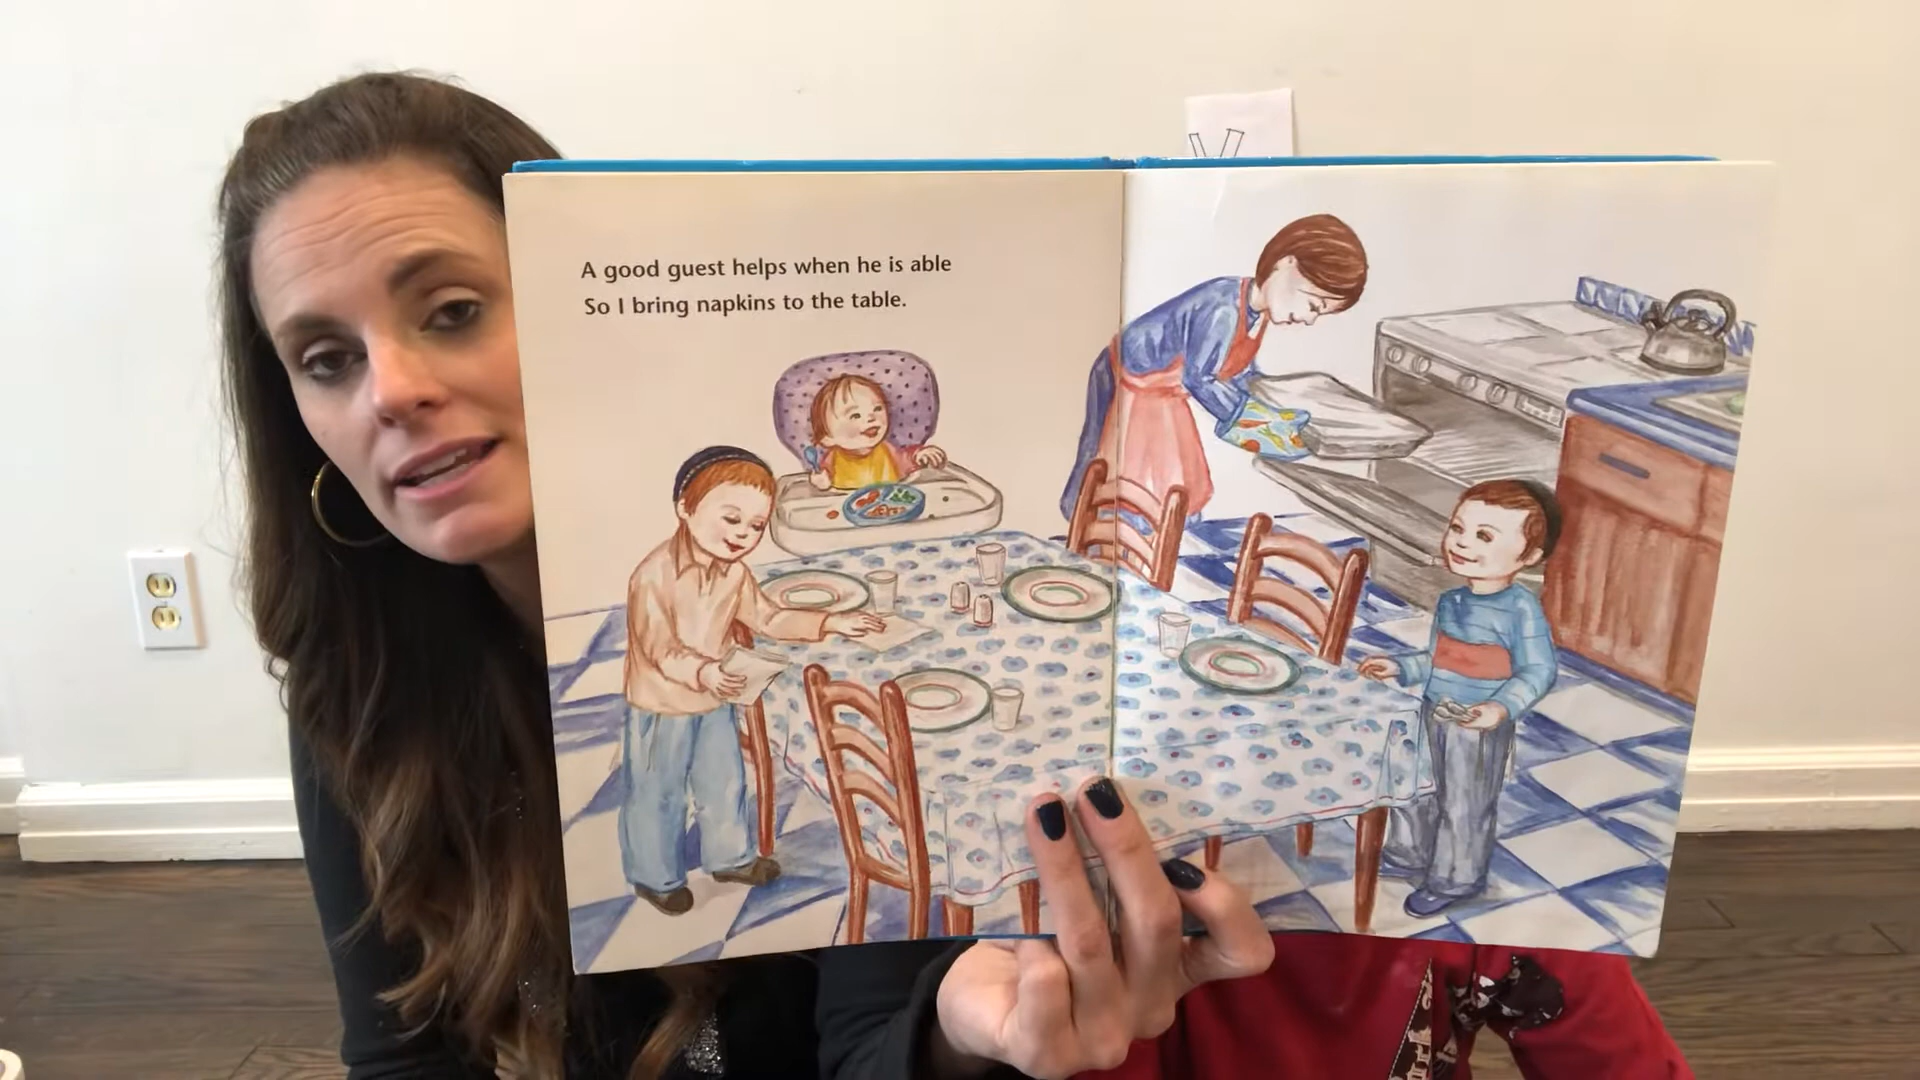 A good guest helps when he is able
So I bring napkins to the table.